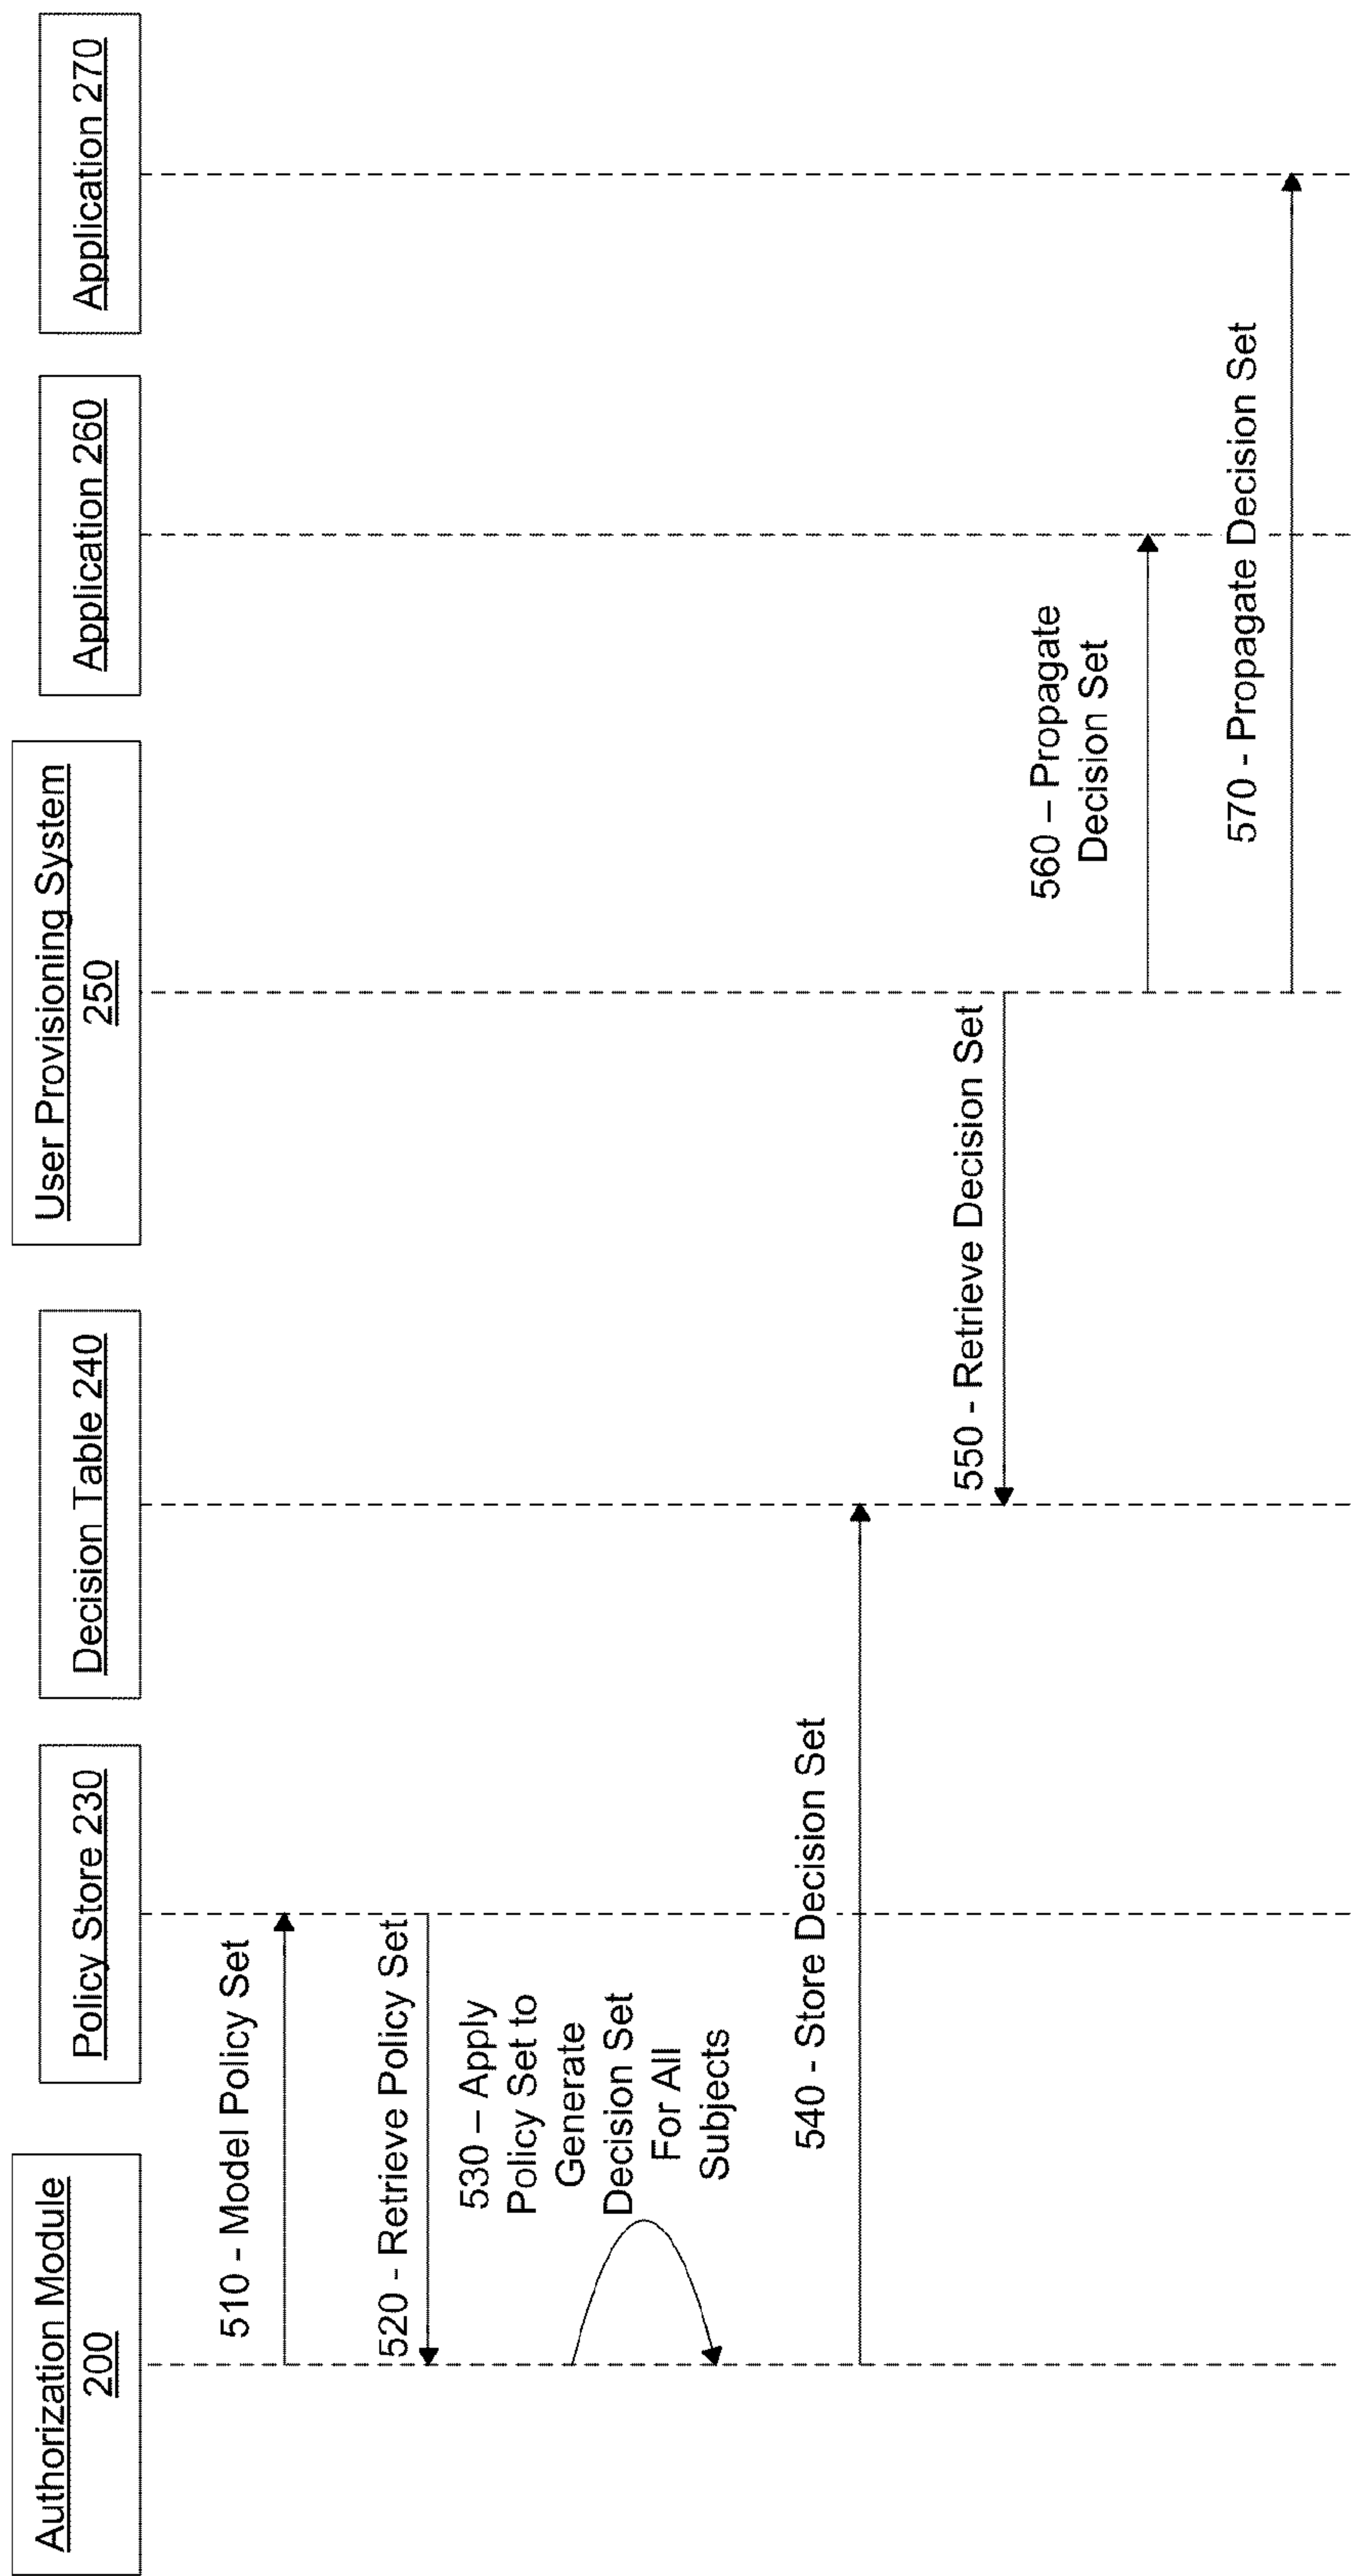 Authorization Module
200
Policy Store 230
Decision Table 240
User Provisioning System
250
Application 260
Application 270
510 - Model Policy Set
520 - Retrieve Policy Set
530 – Apply
Policy Set to
Generate
Decision Set
For All
Subjects
540 - Store Decision Set
550 - Retrieve Decision Set
560 – Propagate
Decision Set
570 - Propagate Decision Set